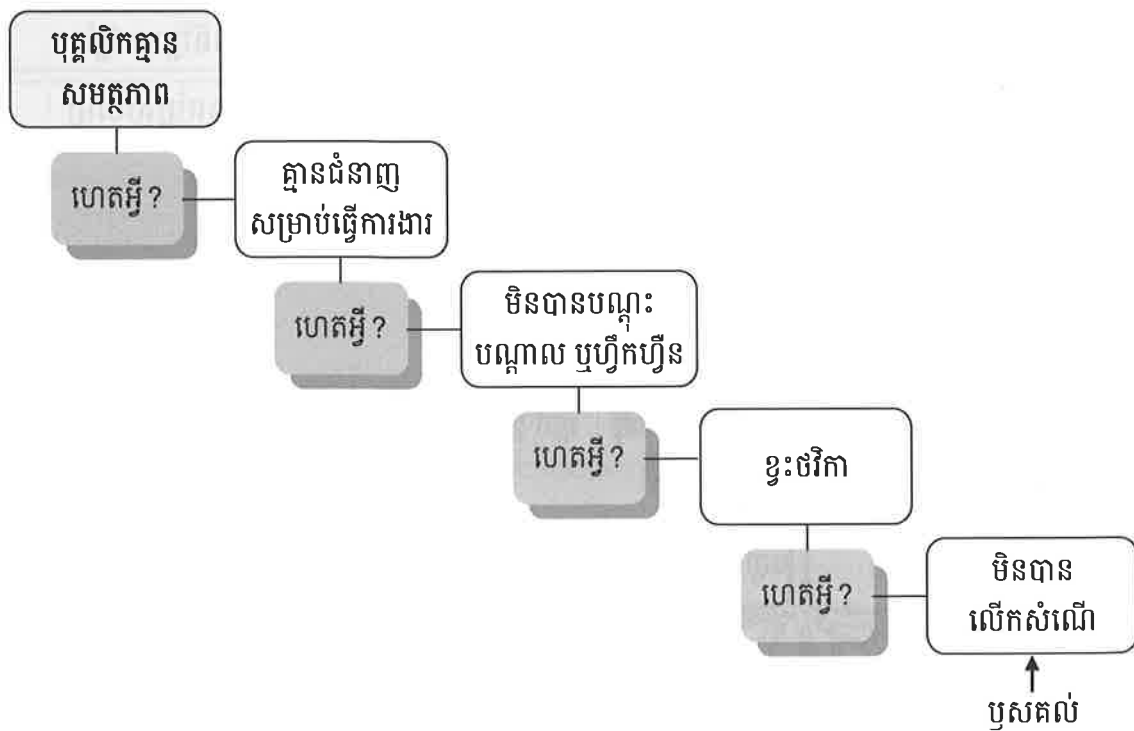 បុគ្គលិកគ្មាន
សមត្ថភាព
ហេតអ្វី?
គ្មានជំនាញ
សម្រាប់ធ្វើការងារ
ហេតអ្វី?
មិនបានបណ្តុះ
បណ្តាល ឬហ្វឹកហ្វឺន
ហេតអ្វី?
ខ្វះថវិកា
ហេតអ្វី?
មិនបាន
លើកសំណើ
ឫសគល់